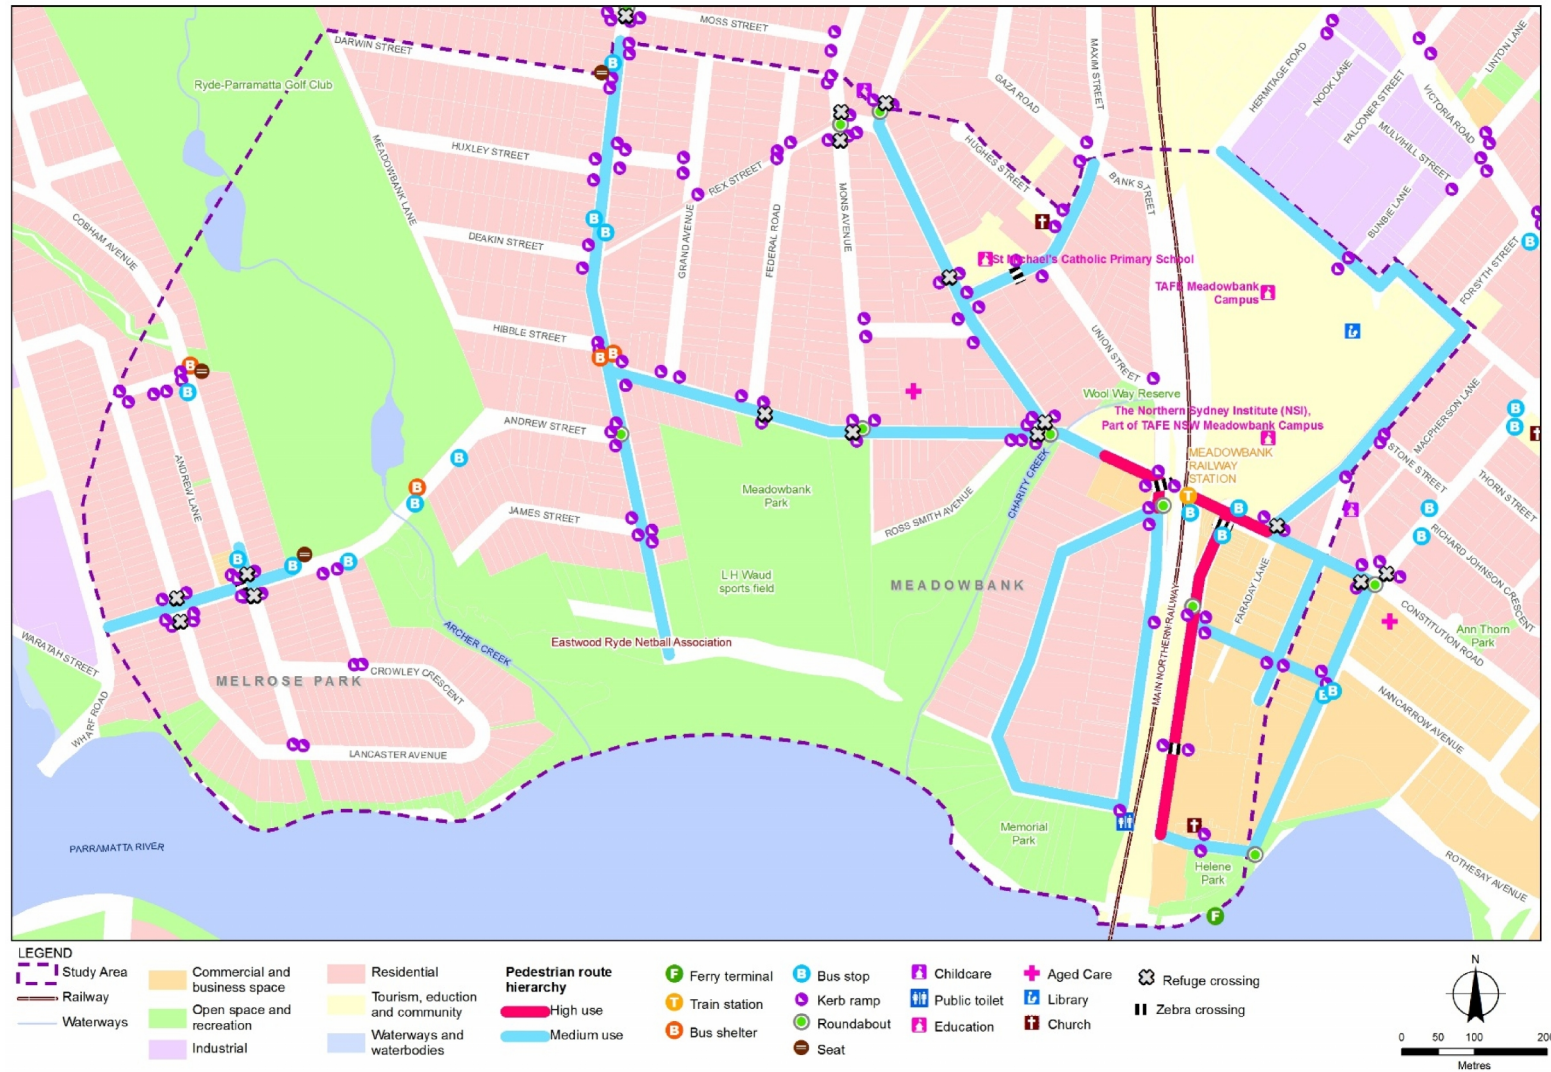 MOSS STREET
DARWIN STREET
Ryde-Parramatta Golf Club
MEADOWBANK LANE
HUXLEY STREET
REX STREET
GRAND AVENUE
FEDERAL ROAD
MONS AVENUE
DEAKIN STREET
HIBBLE STREET
ANDREW STREET
JAMES STREET
COBHAM AVENUE
ANDREW LANE
WARATAH STREET
WHARF ROAD
MELROSE PARK
CROWLEY CRESCENT
LANCASTER AVENUE
ARCHER CREEK
PARRAMATTA RIVER
GAZA ROAD
MAXIM STREET
HUGHES STREET
BANK STREET
St Michael's Catholic Primary School
TAFE Meadowbank
Campus
UNION STREET
Wool Way Reserve
The Northern Sydney Institute (NSI),
Part of TAFE NSW Meadowbank Campus
MEADOWBANK
RAILWAY
STATION
HERMITAGE ROAD
NOOK LANE
FALCONER STREET
MULVIHILL STREET
VICTORIA ROAD
LINTON LANE
BUNBIE LANE
FORSYTH STREET
MACPHERSON LANE
STONE STREET
THORN STREET
RICHARD JOHNSON CRESCENT
CONSTITUTION ROAD
Ann Thorn
Park
NANCARROW AVENUE
ROTHESAY AVENUE
FARADAY LANE
MAIN NORTHERN RAILWAY
Meadowbank
Park
ROSS SMITH AVENUE
CHARITY CREEK
L H Waud
sports field
MEADOWBANK
Eastwood Ryde Netball Association
Memorial
Park
Helene
Park
LEGEND
Study Area
Railway
Waterways
Commercial and
business space
Open space and
recreation
Industrial
Residential
Tourism, eduction
and community
Waterways and
waterbodies
Pedestrian route
hierarchy
High use
Medium use
F Ferry terminal
T Train station
B Bus shelter
B Bus stop
Kerb ramp
Roundabout
Seat
Childcare
Public toilet
Education
Aged Care
Library
Church
Refuge crossing
Zebra crossing
N
0 50 100 200
Metres